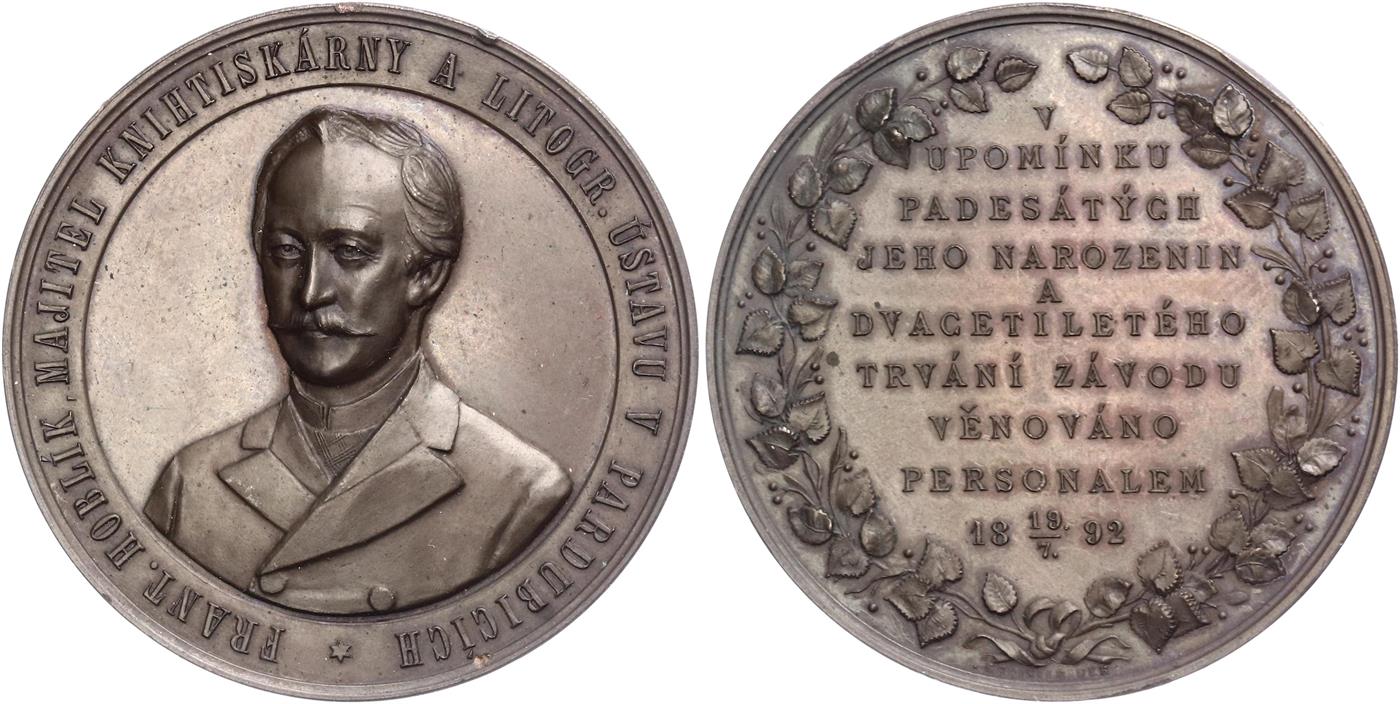 FRANT. HOBLÍK, MAJITEL KNIHTISKÁRNY A LITOGR. ÚSTAVU V PARDUBICÍCH
V
UPOMÍNKU
PADESÁTÝCH
JEHO NAROZENIN
A
DVACETILETÉHO
TRVÁNÍ ZÁVODU
VĚNOVÁNO
PERSONALEM
18 19./7. 92